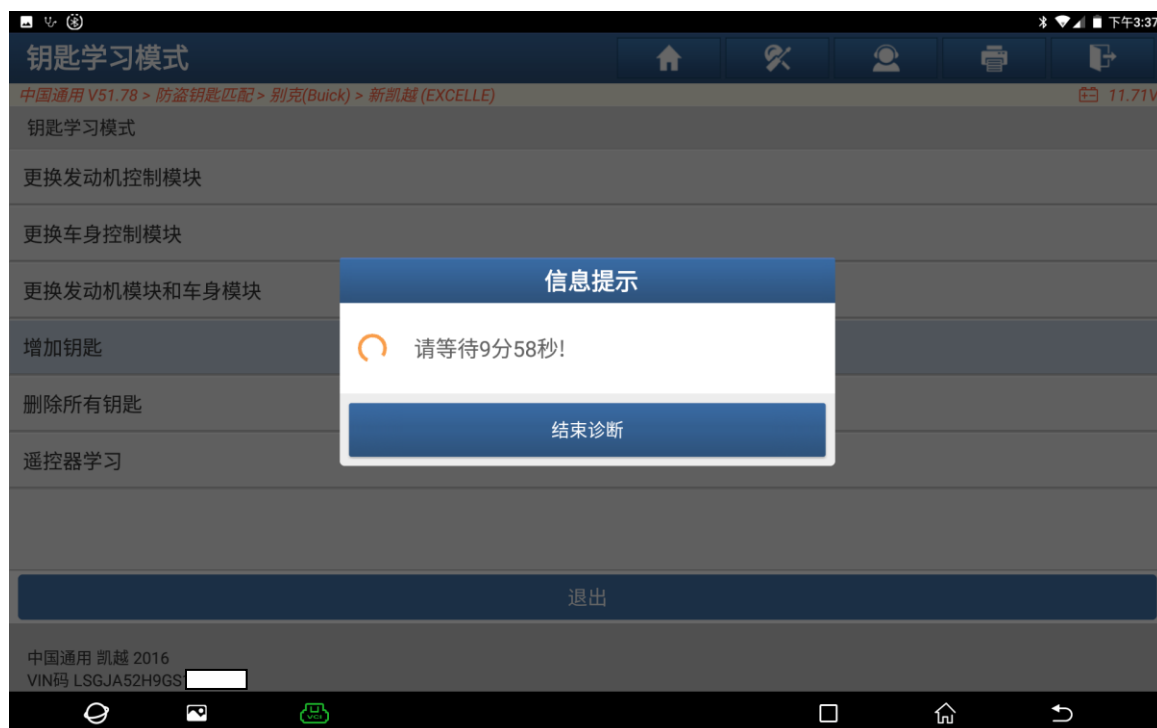 下午3:37
钥匙学习模式
中国通用 V51.78 > 防盗钥匙匹配 > 别克(Buick) > 新凯越 (EXCELLE)
11.71V
钥匙学习模式
更换发动机控制模块
更换车身控制模块
更换发动机模块和车身模块
信息提示
增加钥匙
请等待9分58秒!
删除所有钥匙
结束诊断
遥控器学习
退出
中国通用 凯越 2016
VIN码 LSGJA52H9GS
VCI